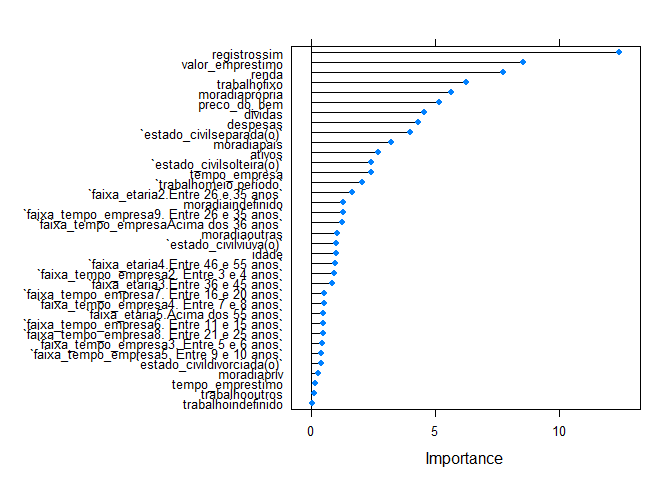 registrossim
valor_emprestimo
renda
trabalhofixo
moradiapropria
preco_do_bem
dividas
despesas
`estado_civilseparada(o)`
moradiapais
ativos
`estado_civilsolteira(o)`
tempo_empresa
`trabalhomeio periodo`
`faixa_etaria2.Entre 26 e 35 anos`
moradiaindefinido
`faixa_tempo_empresa9. Entre 26 e 35 anos`
`faixa_tempo_empresaAcima dos 36 anos`
moradiaoutras
`estado_civilviuva(o)`
idade
`faixa_etaria4.Entre 46 e 55 anos`
`faixa_tempo_empresa2. Entre 3 e 4 anos`
`faixa_etaria3.Entre 36 e 45 anos`
`faixa_tempo_empresa7. Entre 16 e 20 anos`
`faixa_tempo_empresa4. Entre 7 e 8 anos`
`faixa_etaria5.Acima dos 55 anos`
`faixa_tempo_empresa6. Entre 11 e 15 anos`
`faixa_tempo_empresa8. Entre 21 e 25 anos`
`faixa_tempo_empresa3. Entre 5 e 6 anos`
`faixa_tempo_empresa5. Entre 9 e 10 anos`
`estado_civildivorciada(o)`
moradiapriv
tempo_emprestimo
trabalhooutros
trabalhoindefinido
0 5 10
Importance